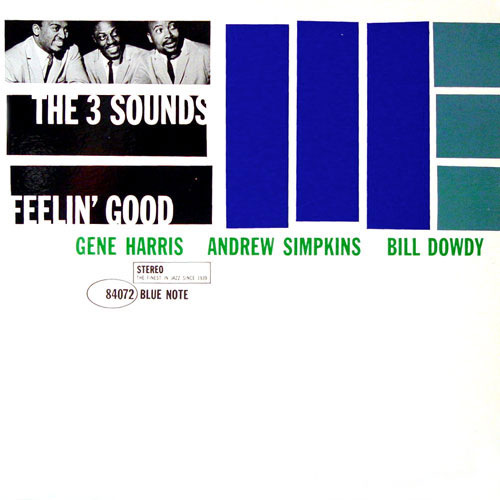 THE 3 SOUNDS
FEELIN' GOOD
GENE HARRIS ANDREW SIMPKINS BILL DOWDY
STEREO
THE FINEST IN JAZZ SINCE 1939
84072 BLUE NOTE